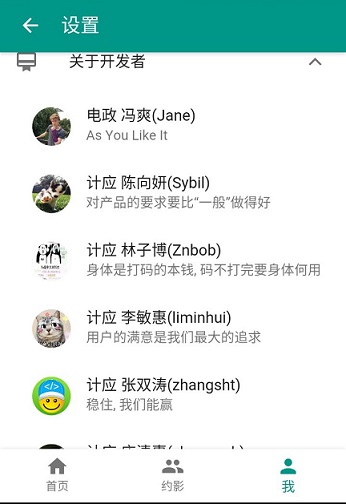 设置
关于开发者
电政 冯爽(Jane)
As You Like It
计应 陈向妍(Sybil)
对产品的要求要比“一般”做得好
计应 林子博(Znbob)
身体是打码的本钱, 码不打完要身体何用
计应 李敏惠(liminhui)
用户的满意是我们最大的追求
计应 张双涛(zhangsht)
稳住, 我们能赢
首页
约影
我